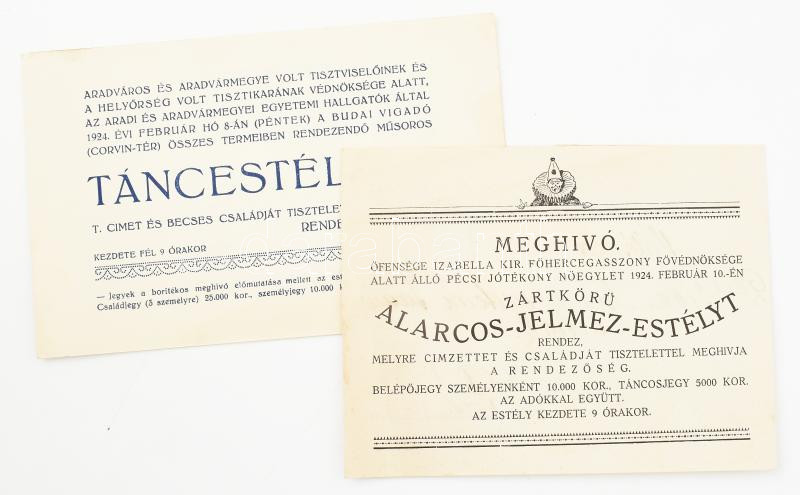 ARADVÁROS ÉS ARADVÁRMEGYE VOLT TISZTVISELŐINEK ÉS
A HELYŐRSÉG VOLT TISZTIKARÁNAK VÉDNÖKSÉGE ALATT,
AZ ARADI ÉS ARADVÁRMEGYEI EGYETEMI HALLGATÓK ÁLTAL
1924. ÉVI FEBRUÁR HÓ 8-ÁN (PÉNTEK) A BUDAI VIGADÓ
(CORVIN-TÉR) ÖSSZES TERMEIBEN RENDEZENDŐ MŰSOROS
TÁNCESTÉL
T. CIMET ÉS BECSES CSALÁDJÁT TISZTELET
RENDE
KEZDETE FÉL 9 ÓRAKOR
— Jegyek a boritékos meghivó előmutatása mellett az est
Családjegy (5 személyre) 25.000 kor., személyjegy 10.000 k
MEGHIVÓ.
ŐFENSÉGE IZABELLA KIR. FŐHERCEGASSZONY FŐVÉDNÖKSÉGE
ALATT ÁLLÓ PÉCSI JÓTÉKONY NŐEGYLET 1924. FEBRUÁR 10.-ÉN
ZÁRTKÖRÜ
ÁLARCOS-JELMEZ-ESTÉLYT
RENDEZ,
MELYRE CIMZETTET ÉS CSALÁDJÁT TISZTELETTEL MEGHIVJA
A RENDEZŐSÉG.
BELÉPŐJEGY SZEMÉLYENKÉNT 10.000 KOR., TÁNCOSJEGY 5000 KOR.
AZ ADÓKKAL EGYÜTT.
AZ ESTÉLY KEZDETE 9 ÓRAKOR.